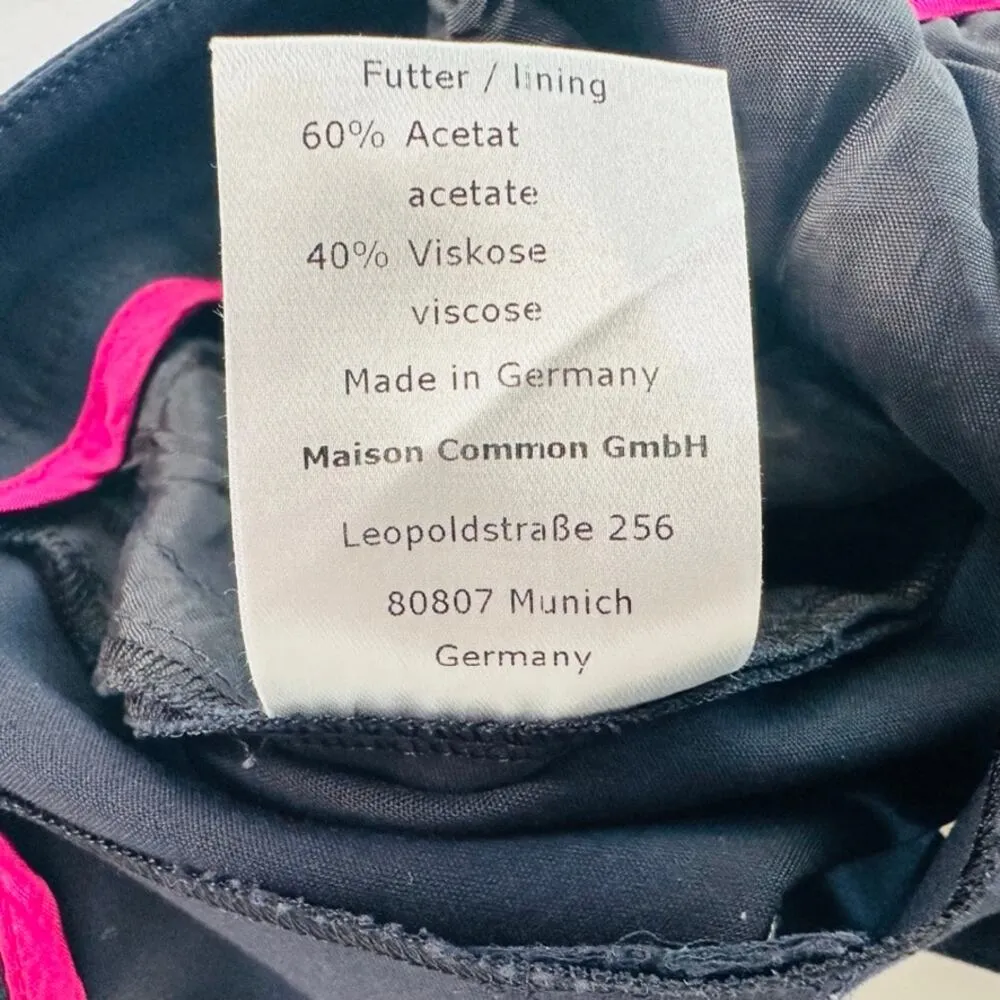 Futter / lining
60% Acetat
acetate
40% Viskose
viscose
Made in Germany
Maison Common GmbH
Leopoldstraße 256
80807 Munich
Germany